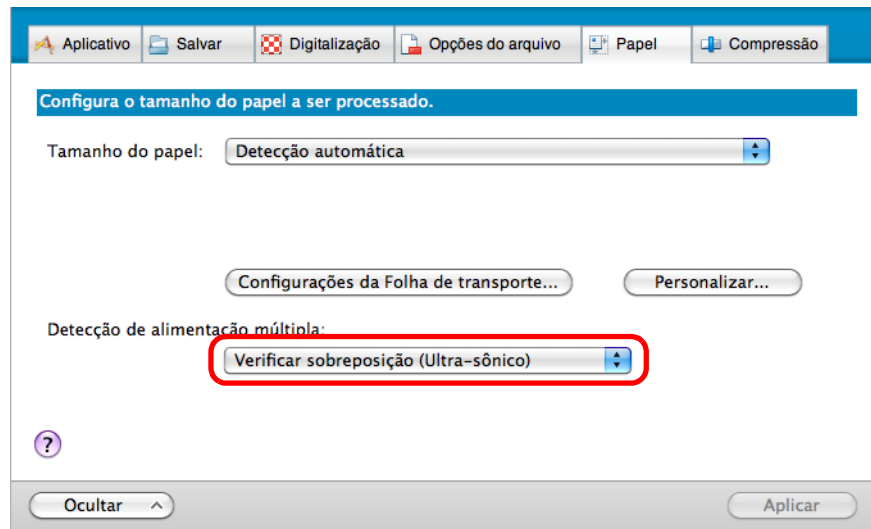 Aplicativo Salvar Digitalização Opções do arquivo Papel Compressão
Configura o tamanho do papel a ser processado.
Tamanho do papel: Detecção automática
Configurações da Folha de transporte... Personalizar...
Detecção de alimentação múltipla:
Verificar sobreposição (Ultra-sônico)
?
Ocultar Aplicar